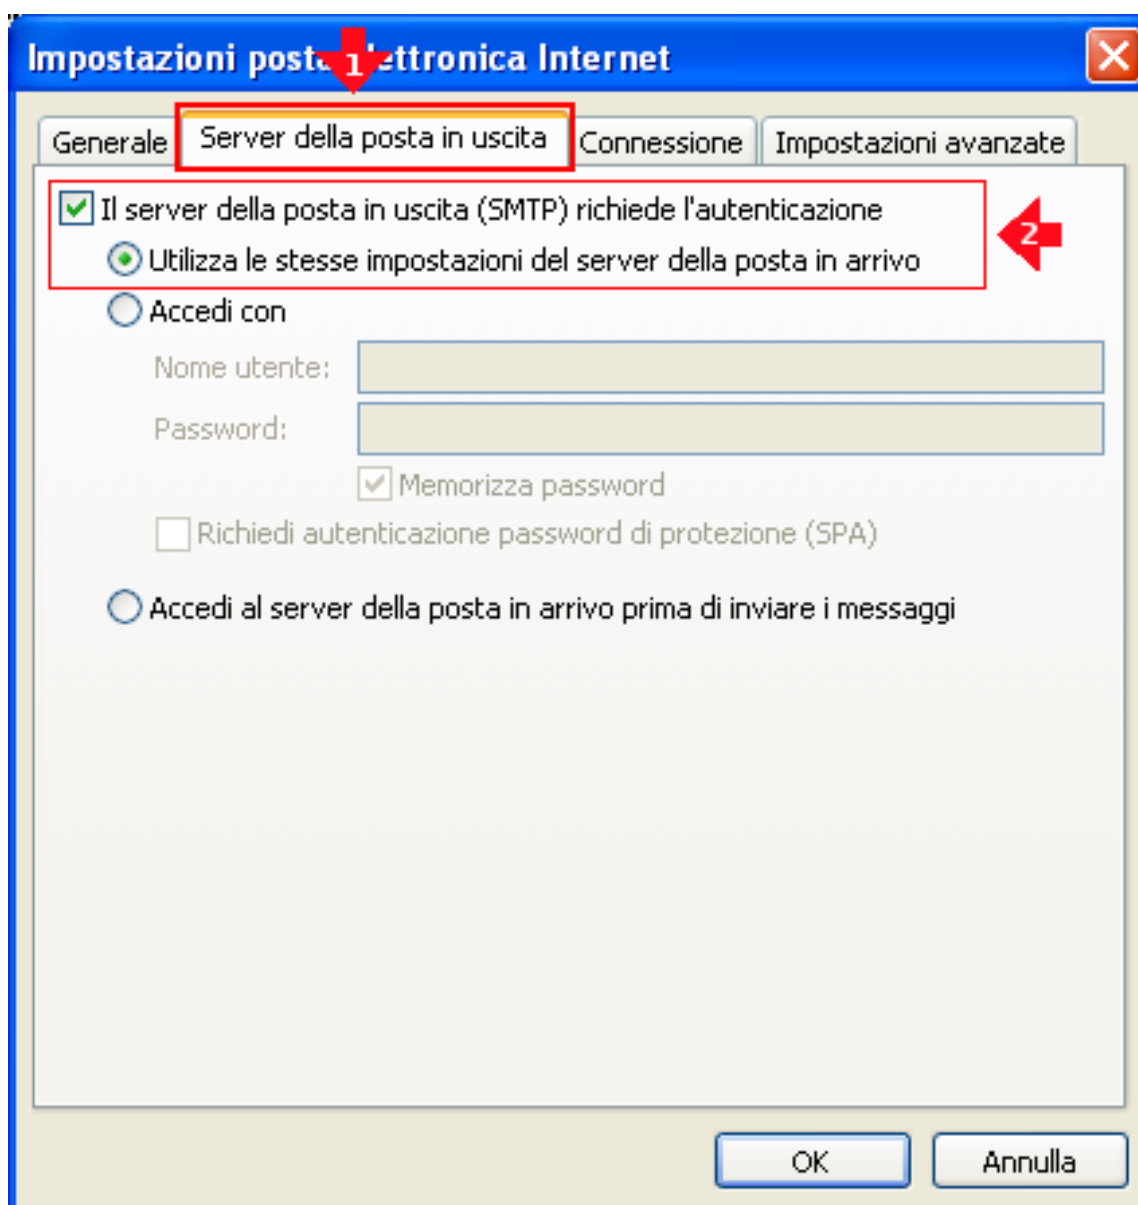 Impostazioni posta elettronica Internet
1
Generale Server della posta in uscita Connessione Impostazioni avanzate
Il server della posta in uscita (SMTP) richiede l'autenticazione
2
Utilizza le stesse impostazioni del server della posta in arrivo
Accedi con
Nome utente:
Password:
Memorizza password
Richiedi autenticazione password di protezione (SPA)
Accedi al server della posta in arrivo prima di inviare i messaggi
OK Annulla